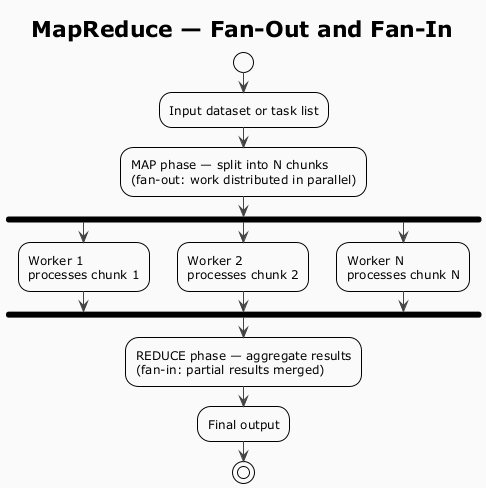 MapReduce — Fan-Out and Fan-In
Input dataset or task list
MAP phase — split into N chunks
(fan-out: work distributed in parallel)
Worker 1
processes chunk 1
Worker 2
processes chunk 2
Worker N
processes chunk N
REDUCE phase — aggregate results
(fan-in: partial results merged)
Final output